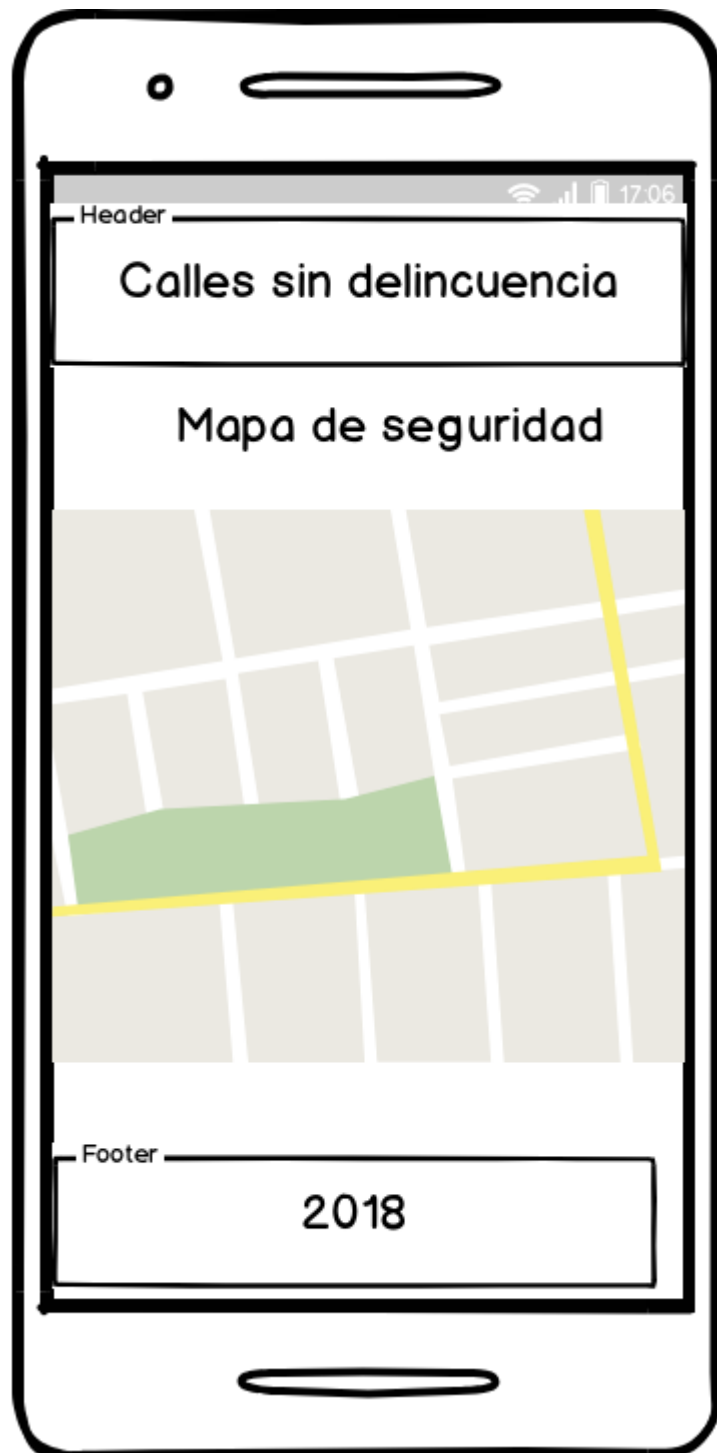 17:06
Header
Calles sin delincuencia
Mapa de seguridad
Footer
2018